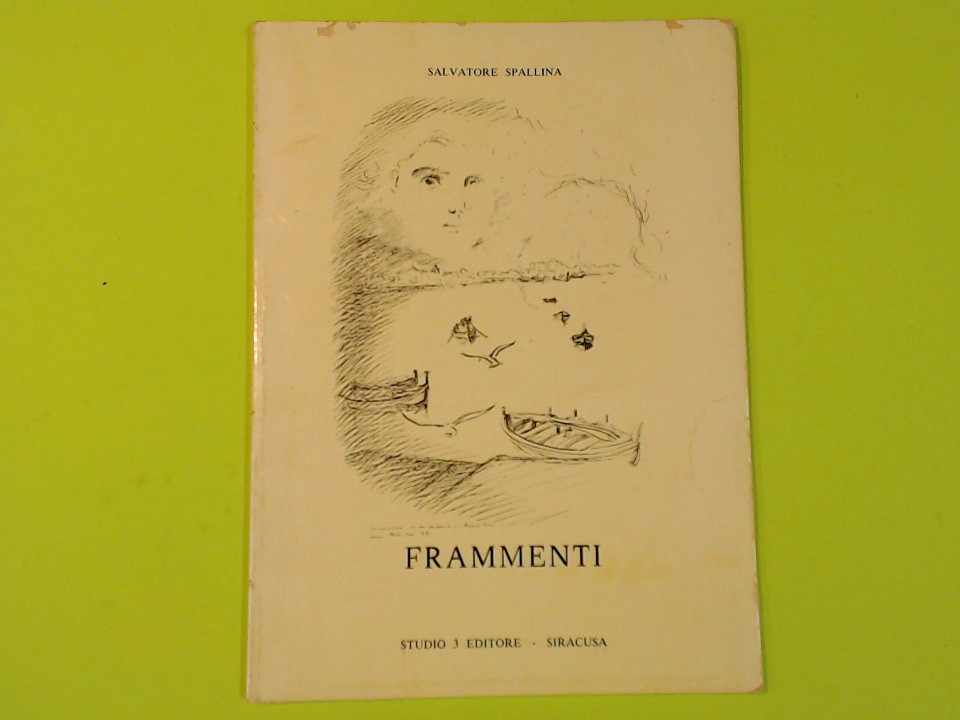 SALVATORE SPALLINA
FRAMMENTI
STUDIO 3 EDITORE - SIRACUSA